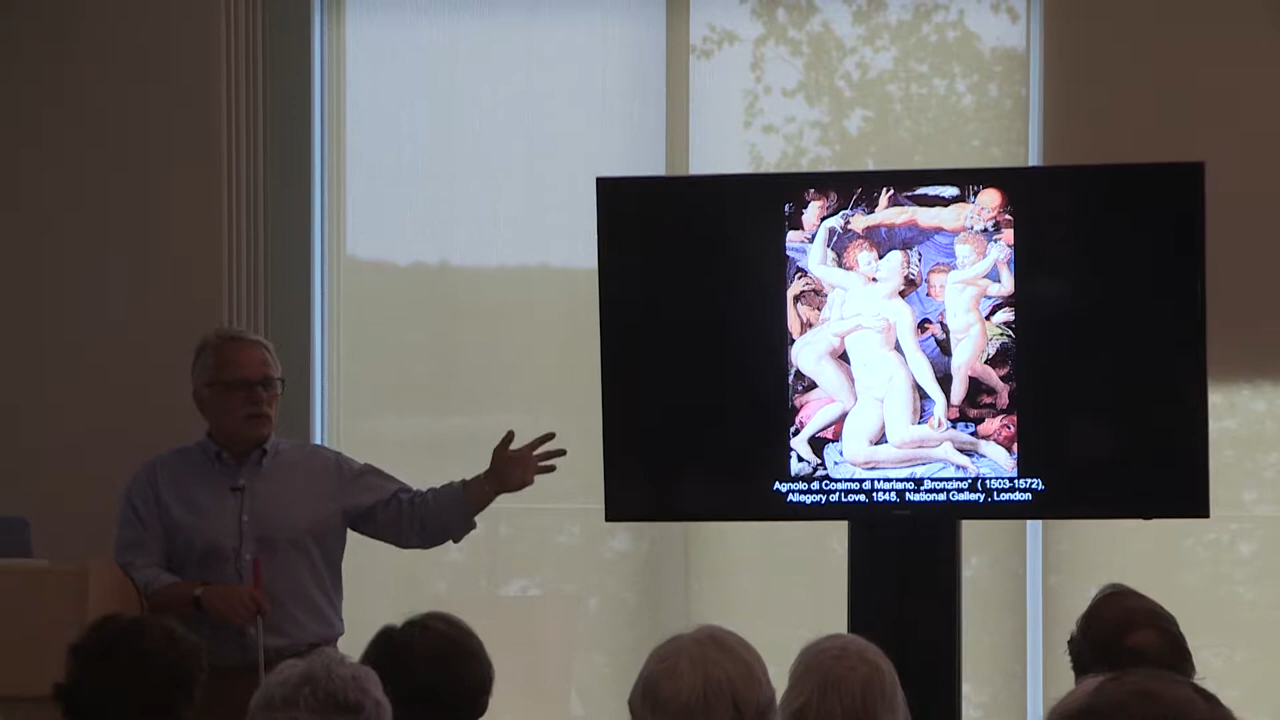 Agnolo di Cosimo di Mariano. „Bronzino“ ( 1503-1572),
Allegory of Love, 1545, National Gallery , London